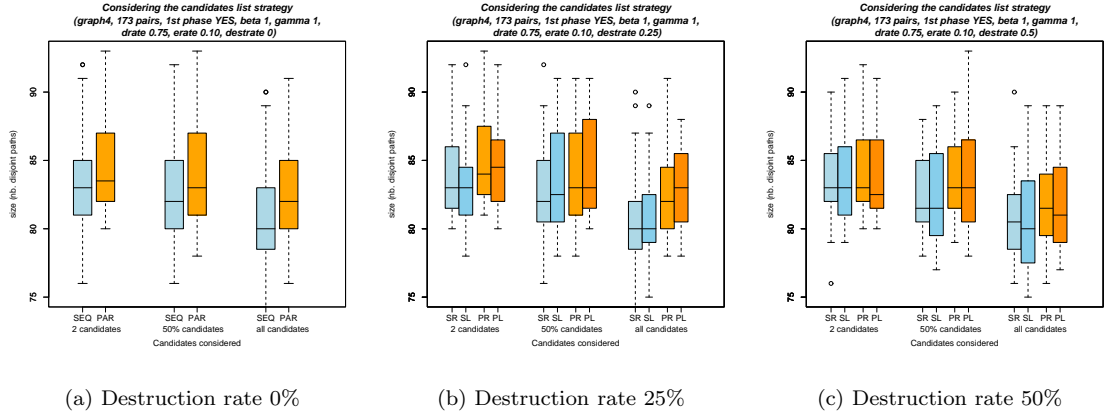 Considering the candidates list strategy
(graph4, 173 pairs, 1st phase YES, beta 1, gamma 1,
drate 0.75, erate 0.10, destrate 0)
size (nb. disjoint paths)
90
85
80
75
SEQ PAR SEQ PAR SEQ PAR
2 candidates 50% candidates all candidates
Candidates considered
(a) Destruction rate 0%
Considering the candidates list strategy
(graph4, 173 pairs, 1st phase YES, beta 1, gamma 1,
drate 0.75, erate 0.10, destrate 0.25)
size (nb. disjoint paths)
90
85
80
75
SR SL PR PL SR SL PR PL SR SL PR PL
2 candidates 50% candidates all candidates
Candidates considered
(b) Destruction rate 25%
Considering the candidates list strategy
(graph4, 173 pairs, 1st phase YES, beta 1, gamma 1,
drate 0.75, erate 0.10, destrate 0.5)
size (nb. disjoint paths)
90
85
80
75
SR SL PR PL SR SL PR PL SR SL PR PL
2 candidates 50% candidates all candidates
Candidates considered
(c) Destruction rate 50%